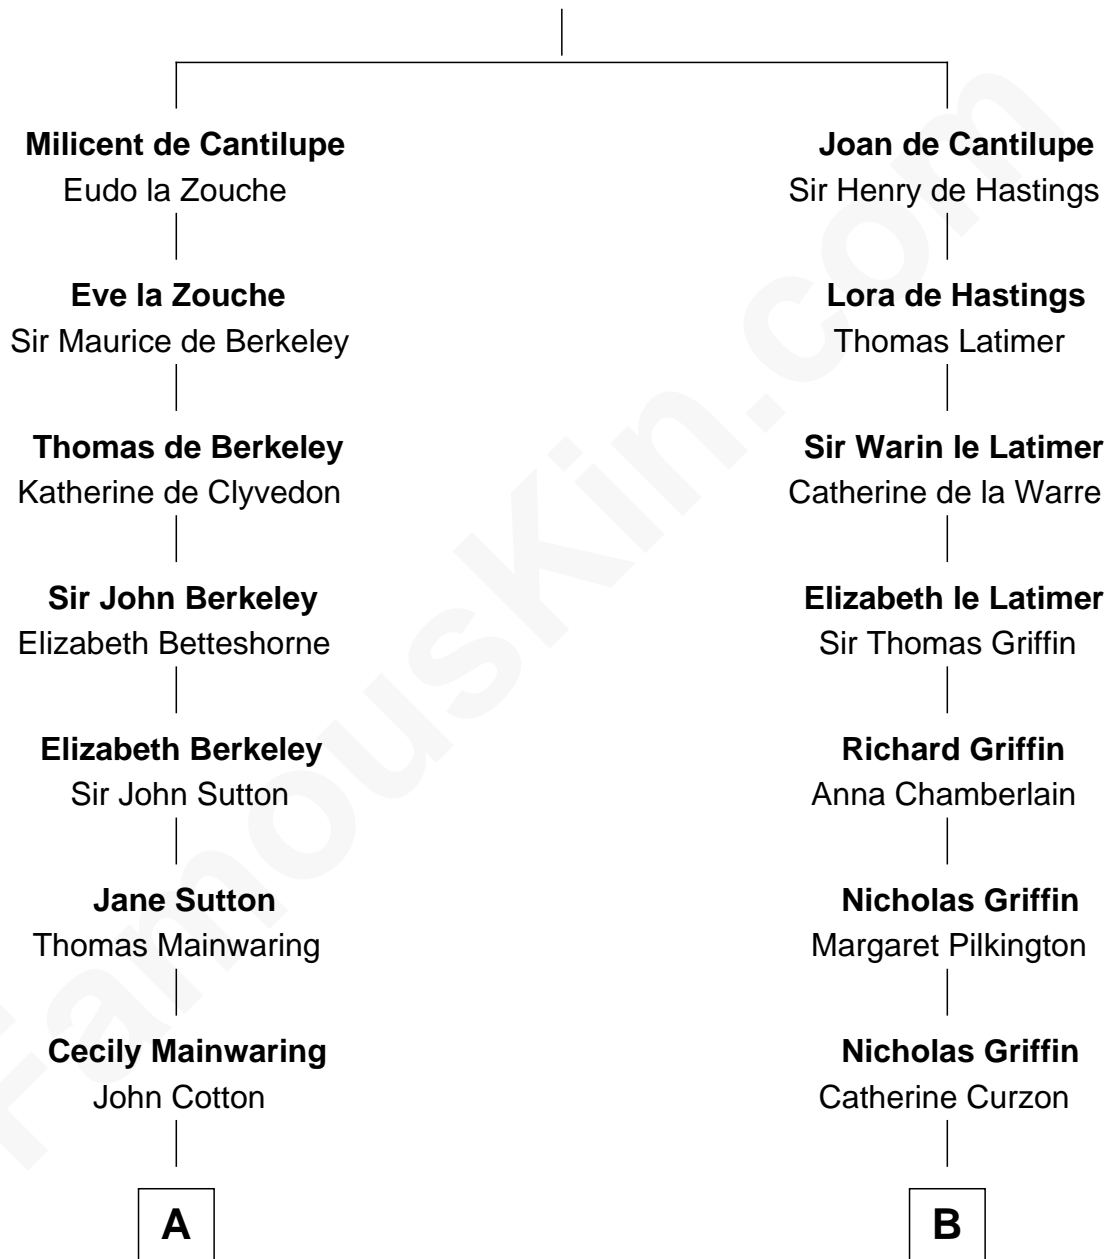 Milicent de Cantilupe
Eudo la Zouche
Eve la Zouche
Sir Maurice de Berkeley
Thomas de Berkeley
Katherine de Clyvedon
Sir John Berkeley
Elizabeth Betteshorne
Elizabeth Berkeley
Sir John Sutton
Jane Sutton
Thomas Mainwaring
Cecily Mainwaring
John Cotton
A
Joan de Cantilupe
Sir Henry de Hastings
Lora de Hastings
Thomas Latimer
Sir Warin le Latimer
Catherine de la Warre
Elizabeth le Latimer
Sir Thomas Griffin
Richard Griffin
Anna Chamberlain
Nicholas Griffin
Margaret Pilkington
Nicholas Griffin
Catherine Curzon
B
FamousKin.com